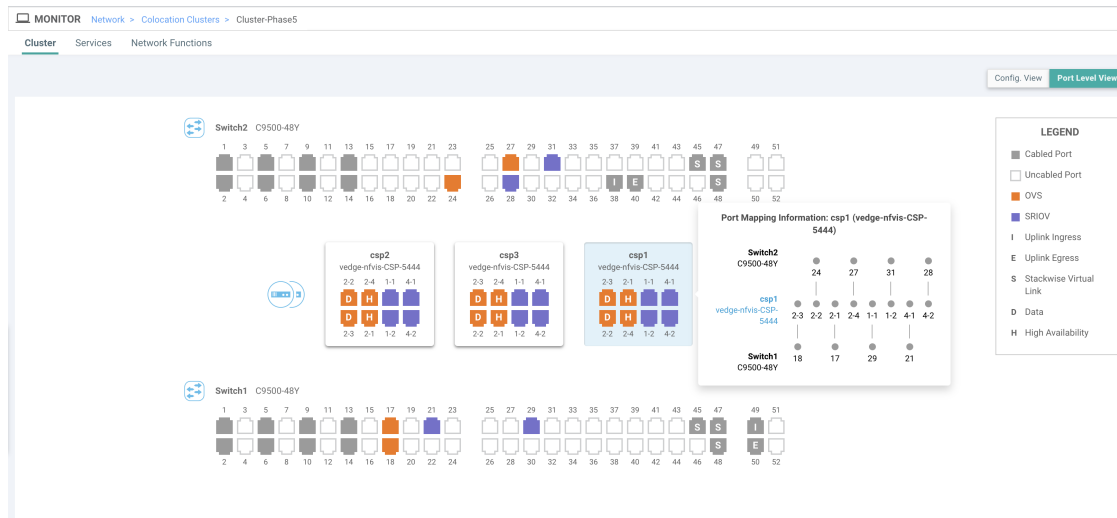 MONITOR Network > Colocation Clusters > Cluster-Phase5
Cluster Services Network Functions
Config. View Port Level View
Switch2 C9500-48Y
1 3 5 7 9 11 13 15 17 19 21 23 25 27 29 31 33 35 37 39 41 43 45 47 49 51
S S
I E S
2 4 6 8 10 12 14 16 18 20 22 24 26 28 30 32 34 36 38 40 42 44 46 48 50 52
LEGEND
Cabled Port
Uncabled Port
OVS
SRIOV
I Uplink Ingress
E Uplink Egress
S Stackwise Virtual
Link
D Data
H High Availability
csp2
vedge-nfvis-CSP-5444
2-2 2-4 1-1 4-1
D H
D H
2-3 2-1 1-2 4-2
csp3
vedge-nfvis-CSP-5444
2-2 2-4 1-1 4-1
D H
D H
2-3 2-1 1-2 4-2
csp1
vedge-nfvis-CSP-5444
2-3 2-1 1-1 4-1
D H
D H
2-2 2-4 1-2 4-2
Port Mapping Information: csp1 (vedge-nfvis-CSP-
5444)
Switch2
C9500-48Y
24 27 31 28
csp1
vedge-nfvis-CSP-
5444
2-3 2-2 2-1 2-4 1-1 1-2 4-1 4-2
Switch1
C9500-48Y
18 17 29 21
Switch1 C9500-48Y
1 3 5 7 9 11 13 15 17 19 21 23 25 27 29 31 33 35 37 39 41 43 45 47 49 51
S S I
S E
2 4 6 8 10 12 14 16 18 20 22 24 26 28 30 32 34 36 38 40 42 44 46 48 50 52